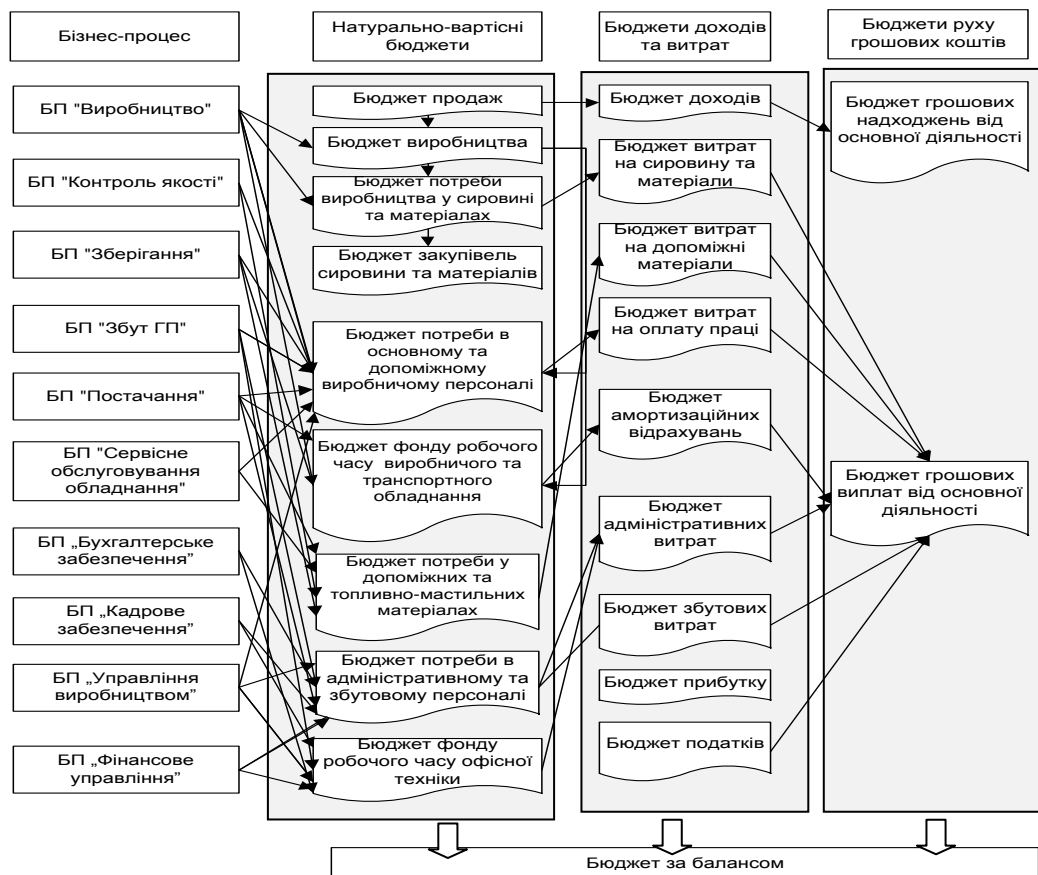 Бізнес-процес
Натурально-вартісні
бюджети
Бюджети доходів
та витрат
Бюджети руху
грошових коштів
БП "Виробництво"
БП "Контроль якості"
БП "Зберігання"
БП "Збут ГП"
БП "Постачання"
БП "Сервісне
обслуговування
обладнання"
БП „Бухгалтерське
забезпечення”
БП „Кадрове
забезпечення”
БП „Управління
виробництвом”
БП „Фінансове
управління”
Бюджет продаж
Бюджет виробництва
Бюджет потреби
виробництва у сировині
та матеріалах
Бюджет закупівель
сировини та матеріалів
Бюджет потреби в
основному та
допоміжному
виробничому персоналі
Бюджет фонду робочого
часу виробничого та
транспортного
обладнання
Бюджет потреби у
допоміжних та
топливно-мастильних
матеріалах
Бюджет потреби в
адміністративному та
збутовому персоналі
Бюджет фонду
робочого часу офісної
техніки
Бюджет доходів
Бюджет витрат
на сировину та
матеріали
Бюджет витрат
на допоміжні
матеріали
Бюджет витрат
на оплату праці
Бюджет
амортизаційних
відрахувань
Бюджет
адміністративних
витрат
Бюджет збутових
витрат
Бюджет прибутку
Бюджет податків
Бюджет грошових
надходжень від
основної діяльності
Бюджет грошових
виплат від основної
діяльності
Бюджет за балансом